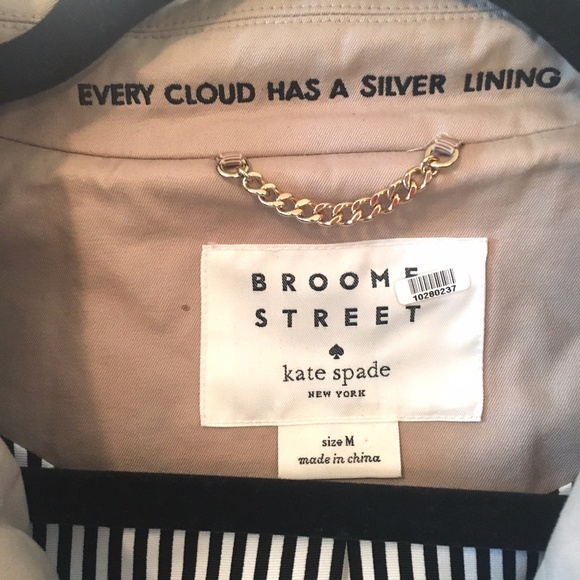 EVERY CLOUD HAS A SILVER LINING
BROOME
10280237
STREET
kate spade
NEW YORK
size M
made in china